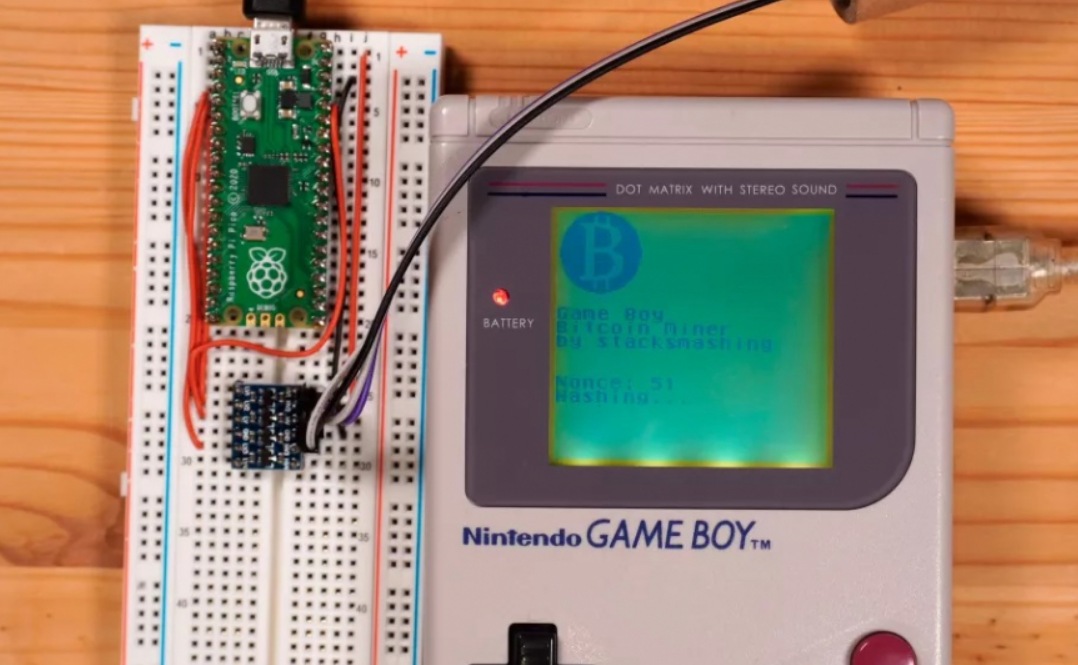 Raspberry Pi Pico © 2020
DOT MATRIX WITH STEREO SOUND
BATTERY
Game Boy
Bitcoin Miner
by stacksmashing
Nonce: 51
Hashing...
Nintendo GAME BOY™